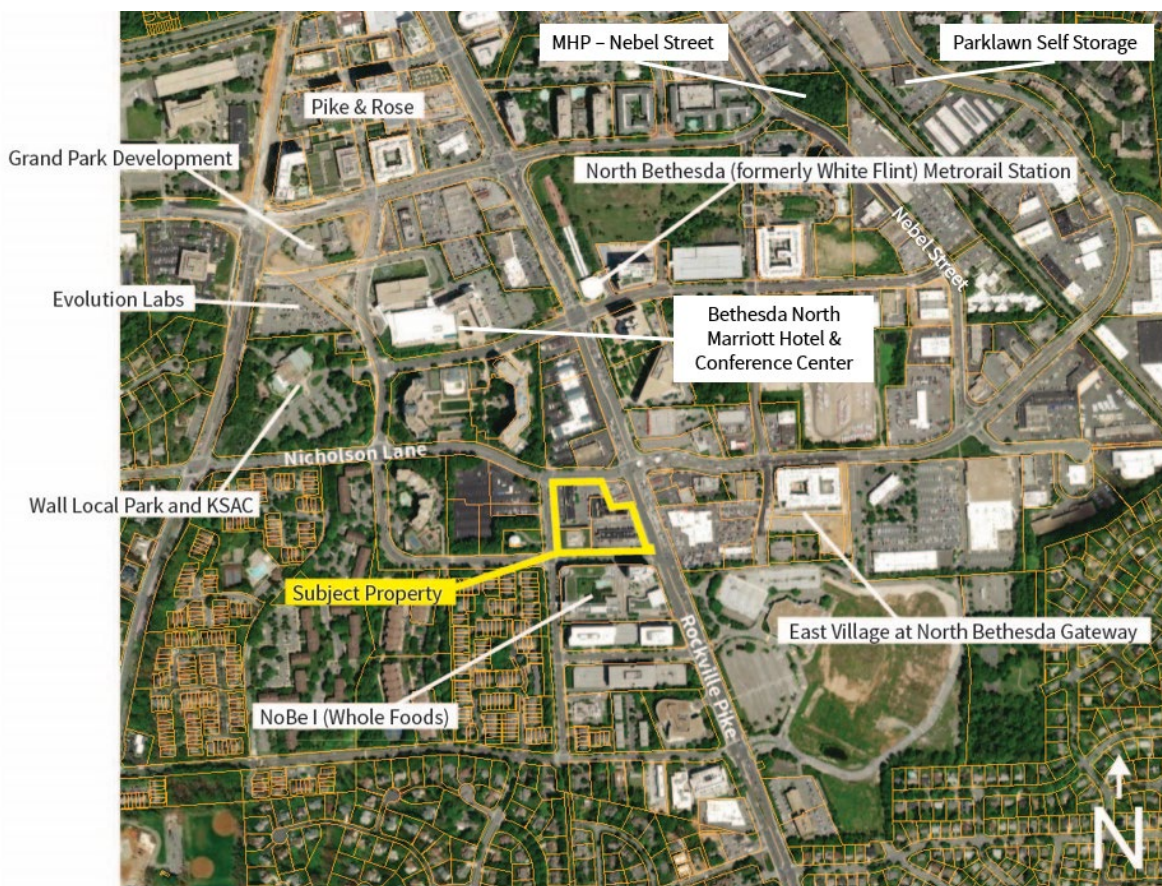 MHP – Nebel Street
Parklawn Self Storage
Pike & Rose
Grand Park Development
North Bethesda (formerly White Flint) Metrorail Station
Nebel Street
Evolution Labs
Bethesda North
Marriott Hotel &
Conference Center
Nicholson Lane
Wall Local Park and KSAC
Subject Property
East Village at North Bethesda Gateway
Rockville Pike
NoBe I (Whole Foods)
N